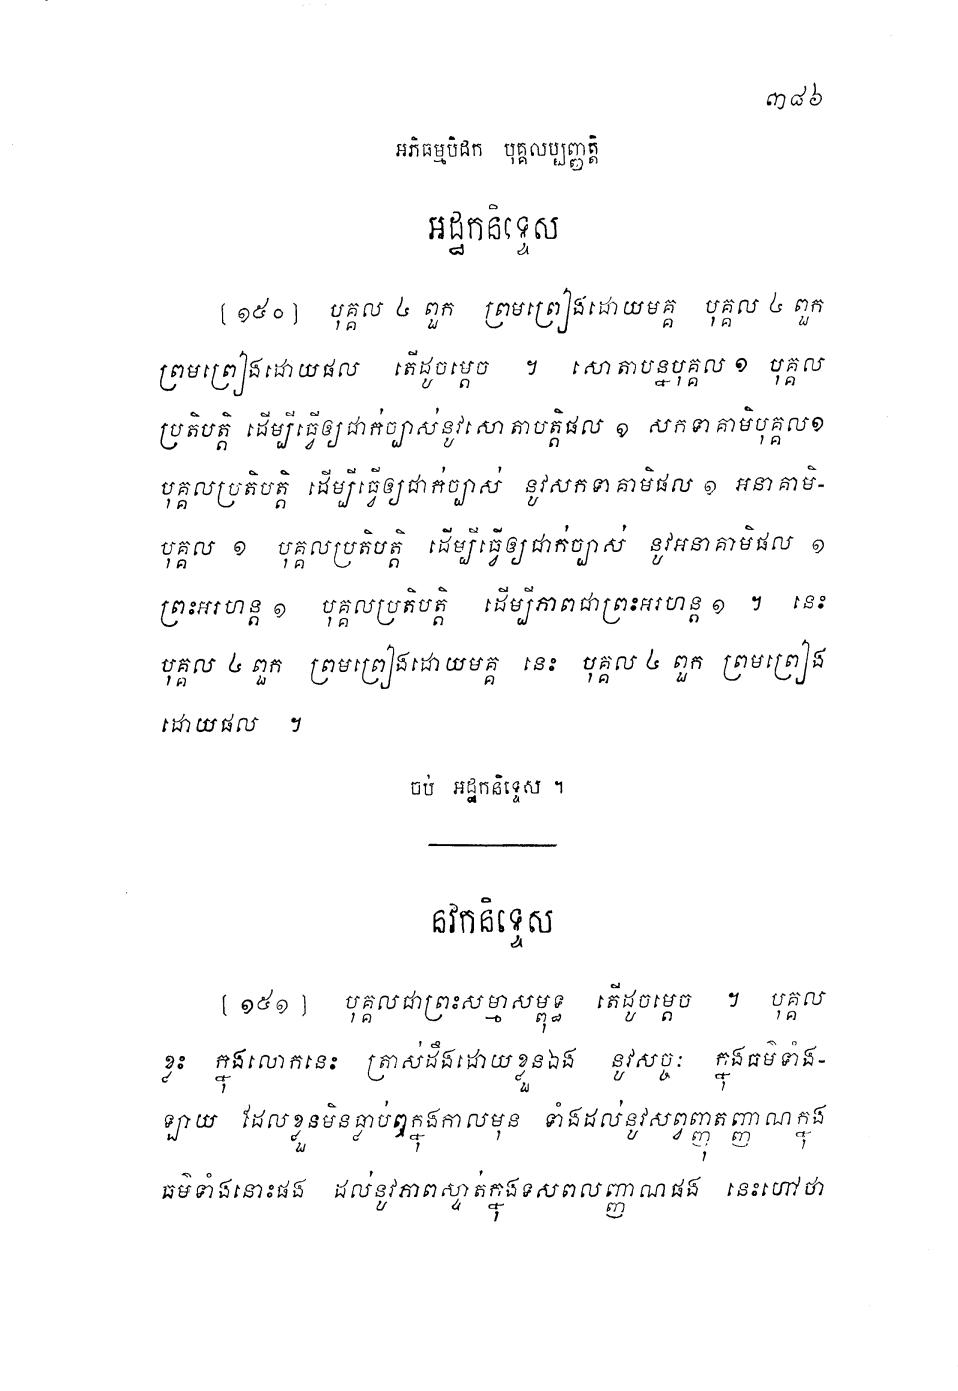 ៣៨៦
អភិធម្មបិដក បុគ្គលប្បញ្ញត្តិ
អដ្ឋកនិទ្ទេស
[១៥០] បុគ្គល ៤ ពួក ព្រមព្រៀងដោយមគ្គ បុគ្គល ៤ ពួក
ព្រមព្រៀងដោយផល តើដូចម្តេច ។ សោតាបន្នបុគ្គល ១ បុគ្គល
ប្រតិបត្តិ ដើម្បីធ្វើឲ្យជាក់ច្បាស់នូវសោតាបត្តិផល ១ សកទាគាមិបុគ្គល១
បុគ្គលប្រតិបត្តិ ដើម្បីធ្វើឲ្យជាក់ច្បាស់ នូវសកទាគាមិផល ១ អនាគាមិ-
បុគ្គល ១ បុគ្គលប្រតិបត្តិ ដើម្បីធ្វើឲ្យជាក់ច្បាស់ នូវអនាគាមិផល ១
ព្រះអរហន្ត ១ បុគ្គលប្រតិបត្តិ ដើម្បីភាពជាព្រះអរហន្ត ១ ។ នេះ
បុគ្គល ៤ ពួក ព្រមព្រៀងដោយមគ្គ នេះ បុគ្គល ៤ ពួក ព្រមព្រៀង
ដោយផល ។
ចប់ អដ្ឋកនិទ្ទេស ។
នវកនិទ្ទេស
[១៥១] បុគ្គលជាព្រះសម្មាសម្ពុទ្ធ តើដូចម្តេច ។ បុគ្គល
ខ្លះ ក្នុងលោកនេះ ត្រាស់ដឹងដោយខ្លួនឯង នូវសច្ចៈ ក្នុងធម៌ទាំង-
ឡាយ ដែលខ្លួនមិនធ្លាប់ឮក្នុងកាលមុន ទាំងដល់នូវសព្វញ្ញុតញ្ញាណក្នុង
ធម៌ទាំងនោះផង ដល់នូវភាពស្ទាត់ក្នុងទសពលញ្ញាណផង នេះហៅថា